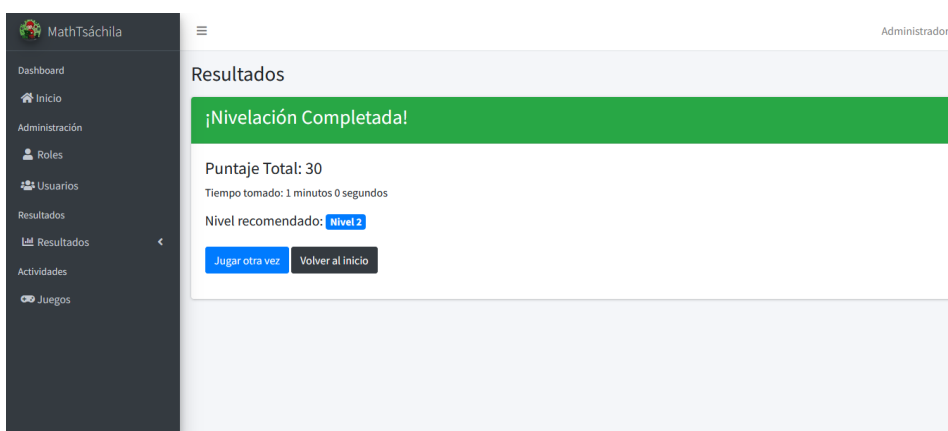 MathTsáchila
Administrador
Dashboard
Inicio
Administración
Roles
Usuarios
Resultados
Resultados
Actividades
Juegos
Resultados
¡Nivelación Completada!
Puntaje Total: 30
Tiempo tomado: 1 minutos 0 segundos
Nivel recomendado: Nivel 2
Jugar otra vez Volver al inicio